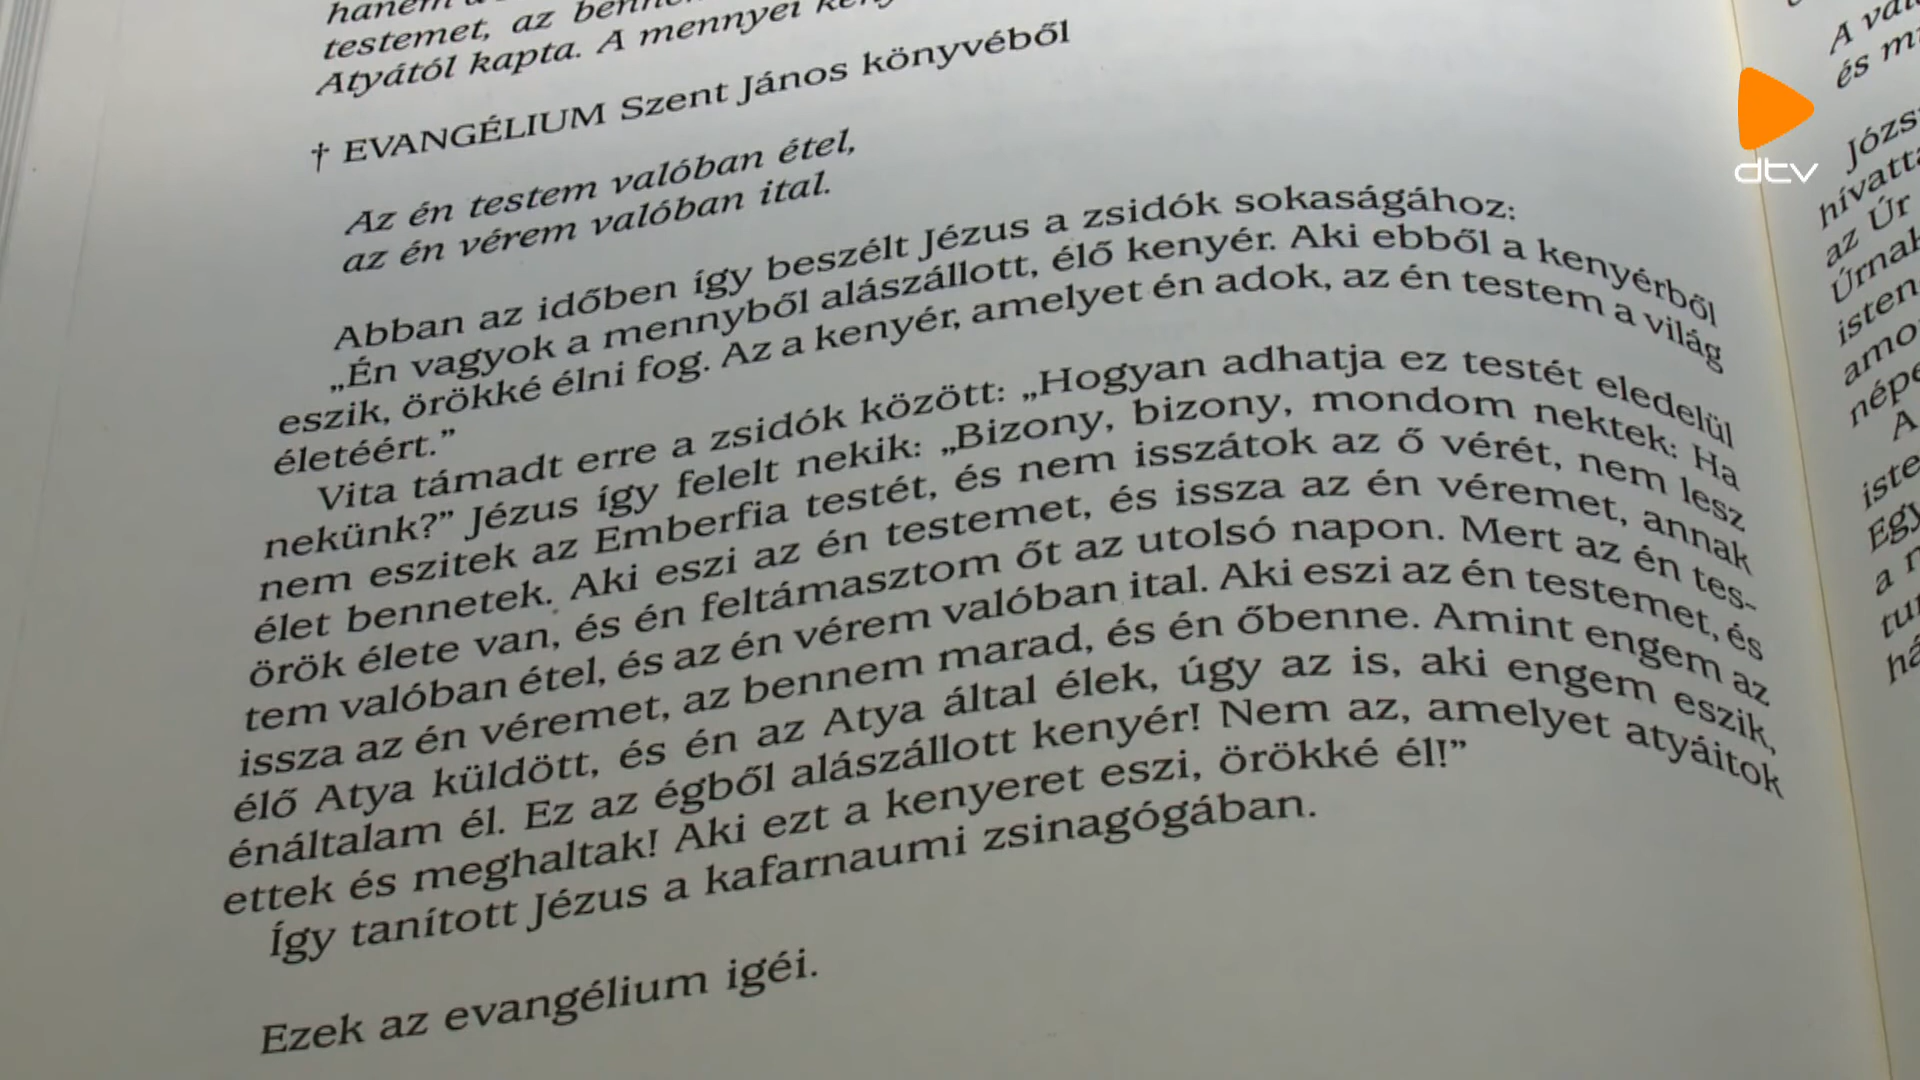 testemet, az
Atyától kapta. A mennyei
† EVANGÉLIUM Szent János könyvéből
Az én testem valóban étel,
az én vérem valóban ital.
Abban az időben így beszélt Jézus a zsidók sokaságához:
„Én vagyok a mennyből alászállott, élő kenyér. Aki ebből a kenyérből
eszik, örökké élni fog. Az a kenyér, amelyet én adok, az én testem a világ
életéért.”
Vita támadt erre a zsidók között: „Hogyan adhatja ez testét eledelül
nekünk?” Jézus így felelt nekik: „Bizony, bizony, mondom nektek: Ha
nem eszitek az Emberfia testét, és nem isszátok az ő vérét, nem lesz
élet bennetek. Aki eszi az én testemet, és issza az én véremet, annak
örök élete van, és én feltámasztom őt az utolsó napon. Mert az én tes-
tem valóban étel, és az én vérem valóban ital. Aki eszi az én testemet, és
issza az én véremet, az bennem marad, és én őbenne. Amint engem az
élő Atya küldött, és én az Atya által élek, úgy az is, aki engem eszik,
énáltalam él. Ez az égből alászállott kenyér! Nem az, amelyet atyáitok
ettek és meghaltak! Aki ezt a kenyeret eszi, örökké él!”
Így tanított Jézus a kafarnaumi zsinagógában.
Ezek az evangélium igéi.
dtv
A
és
az Úr
A
a